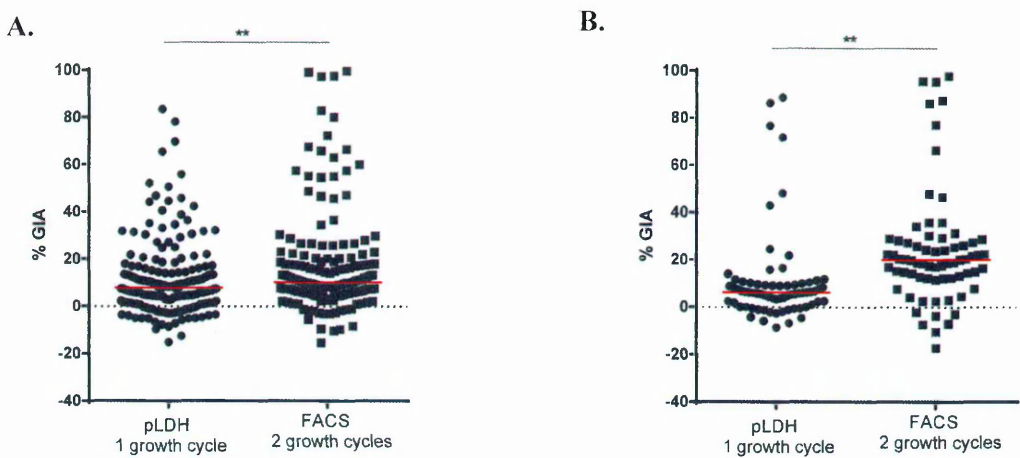 A.
**
100
80
60
40
20
0
-20
-40
% GIA
pLDH
1 growth cycle
FACS
2 growth cycles
B.
**
100
80
60
40
20
0
-20
-40
% GIA
pLDH
1 growth cycle
FACS
2 growth cycles